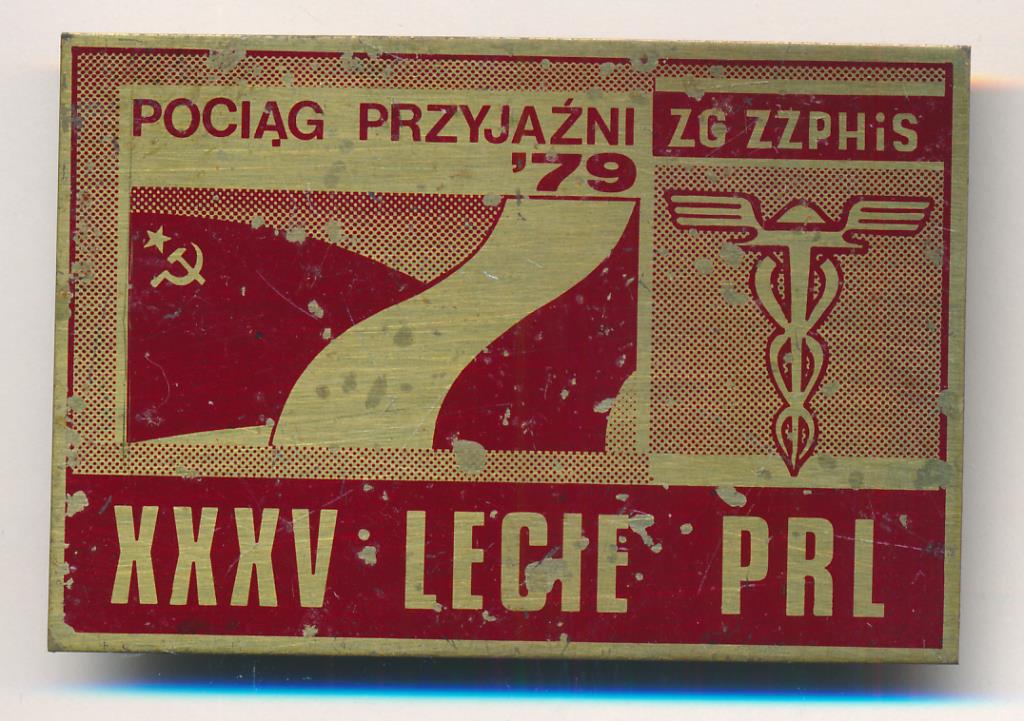 POCIĄG PRZYJAŹNI
'79
ZG ZZPHiS
XXXV LECIE PRL